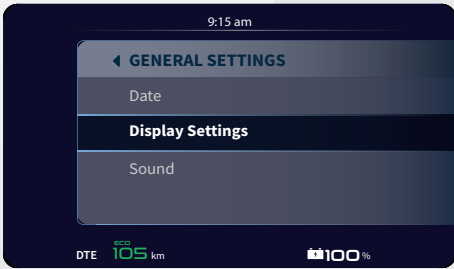 9:15 am
GENERAL SETTINGS
Date
Display Settings
Sound
ECO
DTE 105 km 100 %